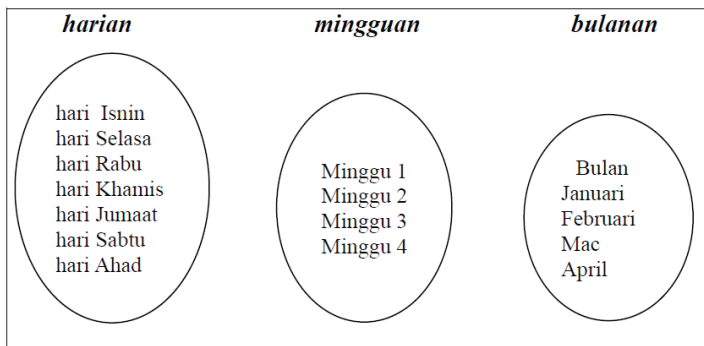 harian
hari Isnin
hari Selasa
hari Rabu
hari Khamis
hari Jumaat
hari Sabtu
hari Ahad
mingguan
Minggu 1
Minggu 2
Minggu 3
Minggu 4
bulanan
Bulan
Januari
Februari
Mac
April